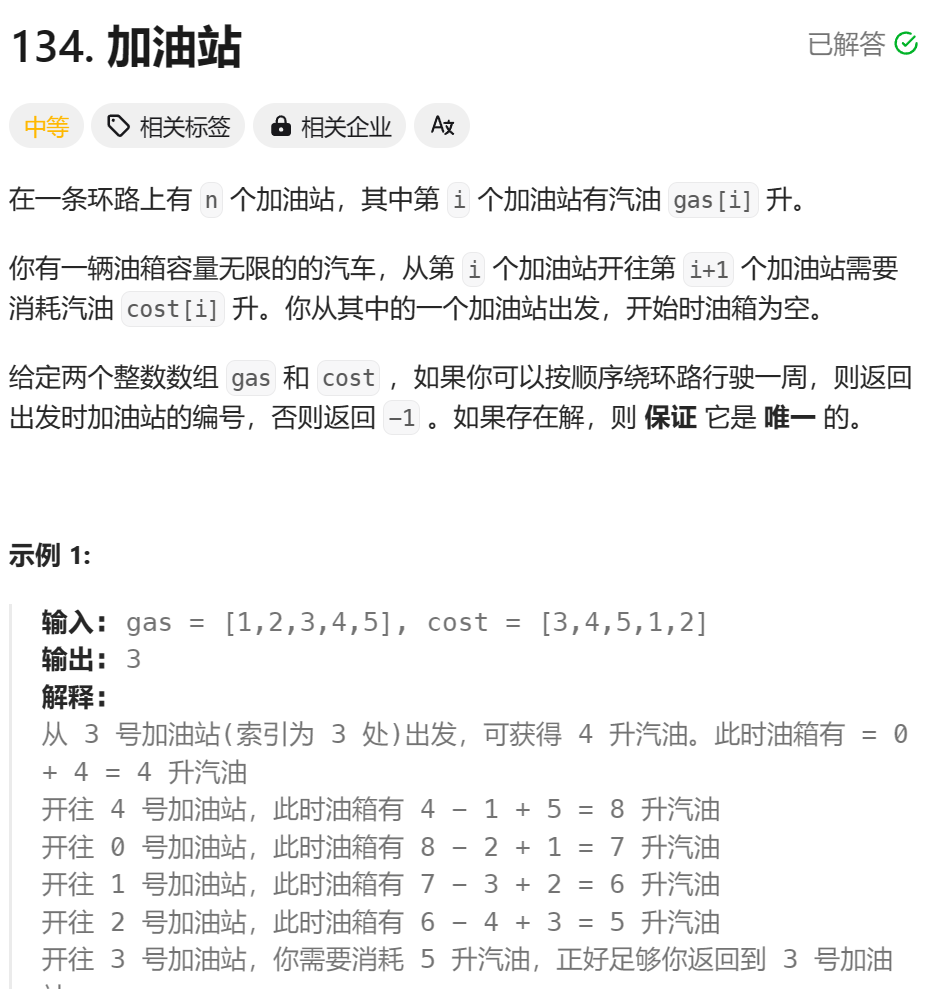 134. 加油站
已解答
中等
相关标签
相关企业
在一条环路上有 n 个加油站，其中第 i 个加油站有汽油 gas[i] 升。
你有一辆油箱容量无限的的汽车，从第 i 个加油站开往第 i+1 个加油站需要
消耗汽油 cost[i] 升。你从其中的一个加油站出发，开始时油箱为空。
给定两个整数数组 gas 和 cost ，如果你可以按顺序绕环路行驶一周，则返回
出发时加油站的编号，否则返回 -1 。如果存在解，则 保证 它是 唯一 的。
示例 1:
输入: gas = [1,2,3,4,5], cost = [3,4,5,1,2]
输出: 3
解释:
从 3 号加油站(索引为 3 处)出发，可获得 4 升汽油。此时油箱有 = 0
+ 4 = 4 升汽油
开往 4 号加油站，此时油箱有 4 - 1 + 5 = 8 升汽油
开往 0 号加油站，此时油箱有 8 - 2 + 1 = 7 升汽油
开往 1 号加油站，此时油箱有 7 - 3 + 2 = 6 升汽油
开往 2 号加油站，此时油箱有 6 - 4 + 3 = 5 升汽油
开往 3 号加油站，你需要消耗 5 升汽油，正好足够你返回到 3 号加油